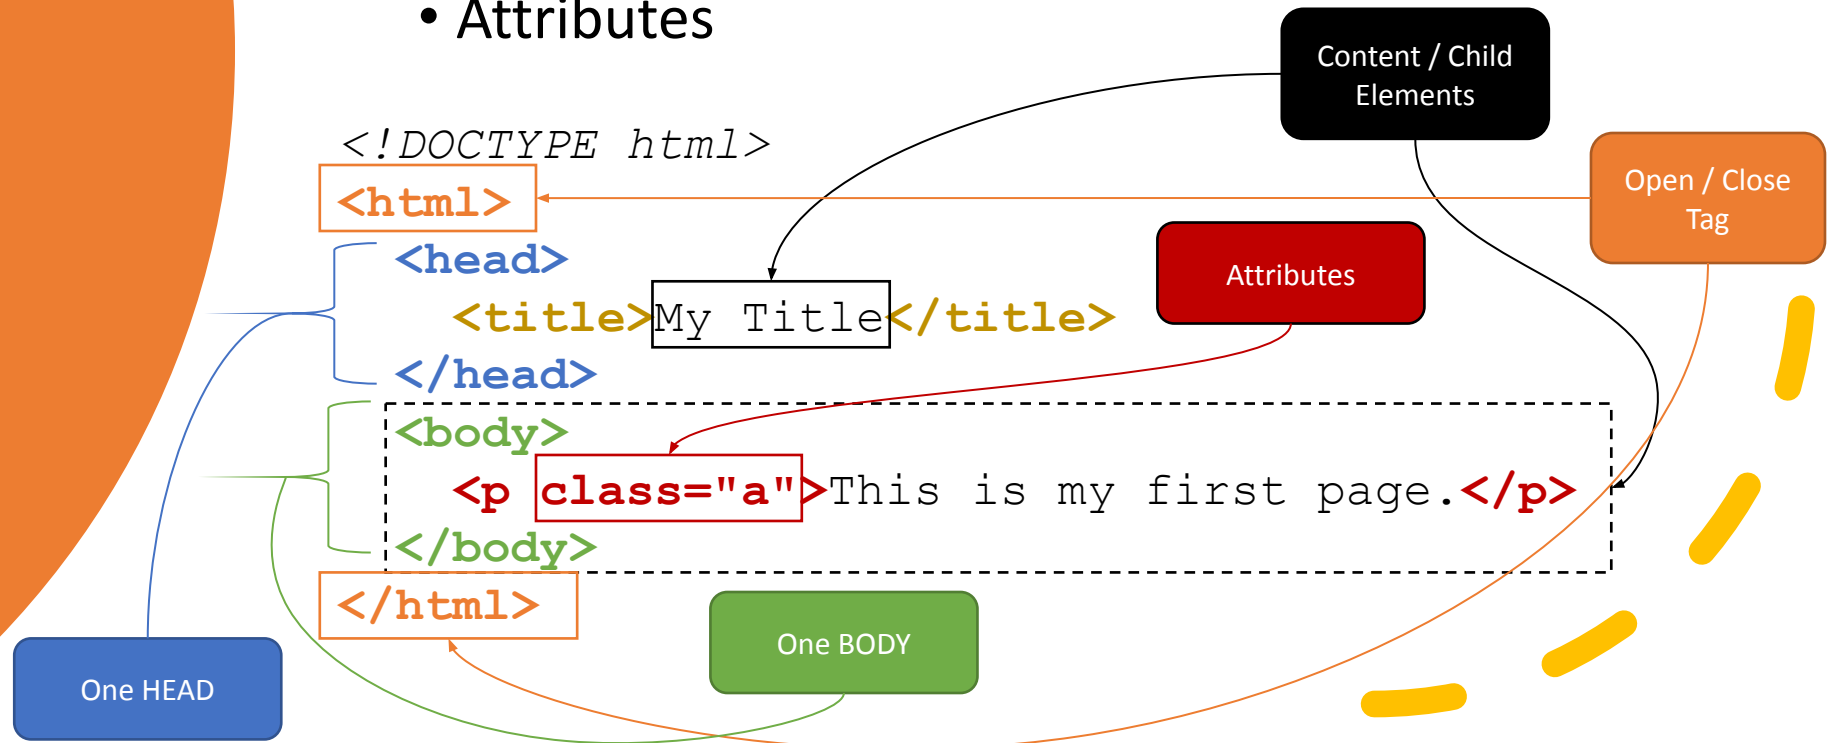 • Attributes
Content / Child
Elements
<!DOCTYPE html>
Open / Close
Tag
<html>
<head>
Attributes
<title>My Title</title>
</head>
<body>
<p class="a">This is my first page.</p>
</body>
</html>
One BODY
One HEAD